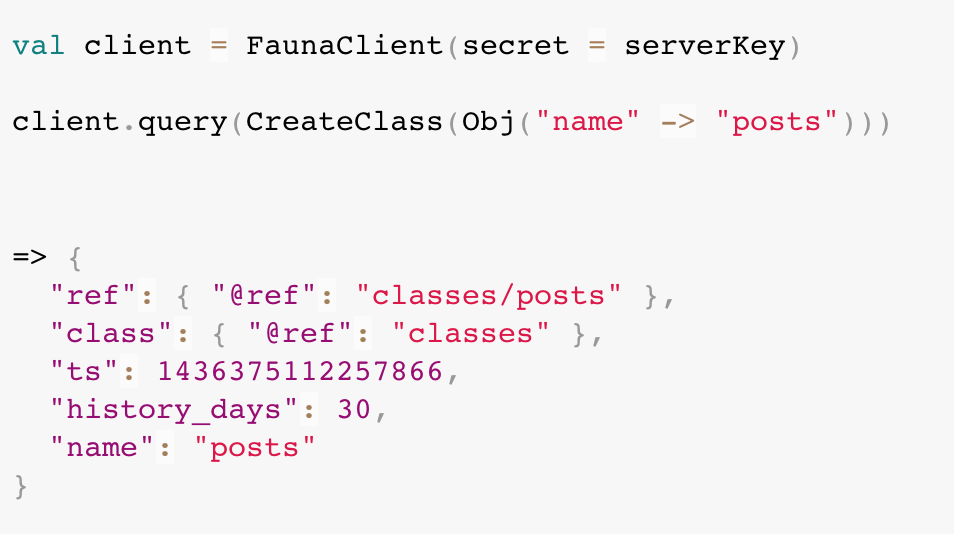 val client = FaunaClient(secret = serverKey)
client.query(CreateClass(Obj("name" -> "posts")))
=> {
"ref": { "@ref": "classes/posts" },
"class": { "@ref": "classes" },
"ts": 1436375112257866,
"history_days": 30,
"name": "posts"
}